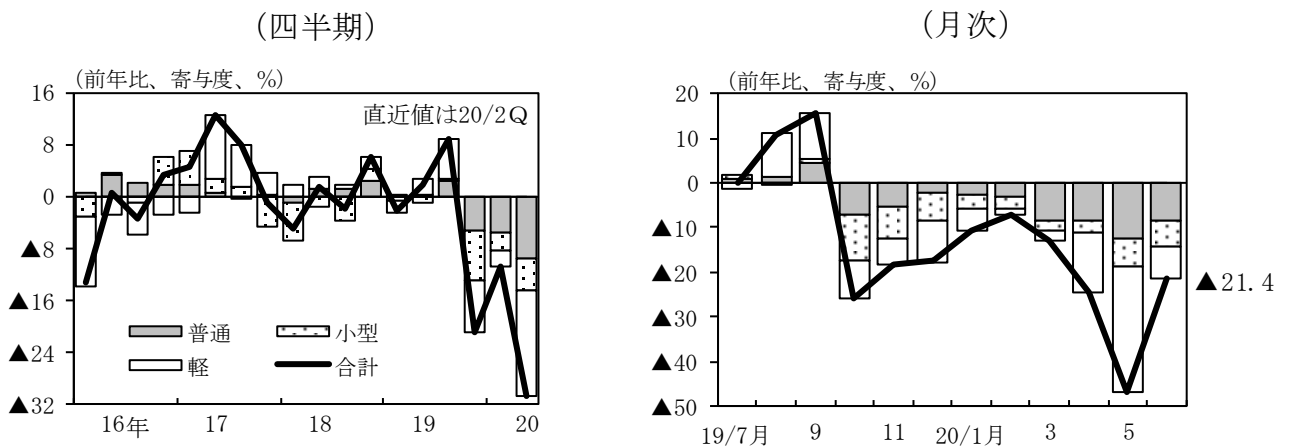 (四半期)
(前年比、寄与度、%)
直近値は20/2Q
16
8
0
▲8
▲16
▲24
▲32
普通
小型
軽
合計
16年 17 18 19 20
(月次)
(前年比、寄与度、%)
20
10
0
▲10
▲20
▲30
▲40
▲50
▲21.4
19/7月 9 11 20/1月 3 5